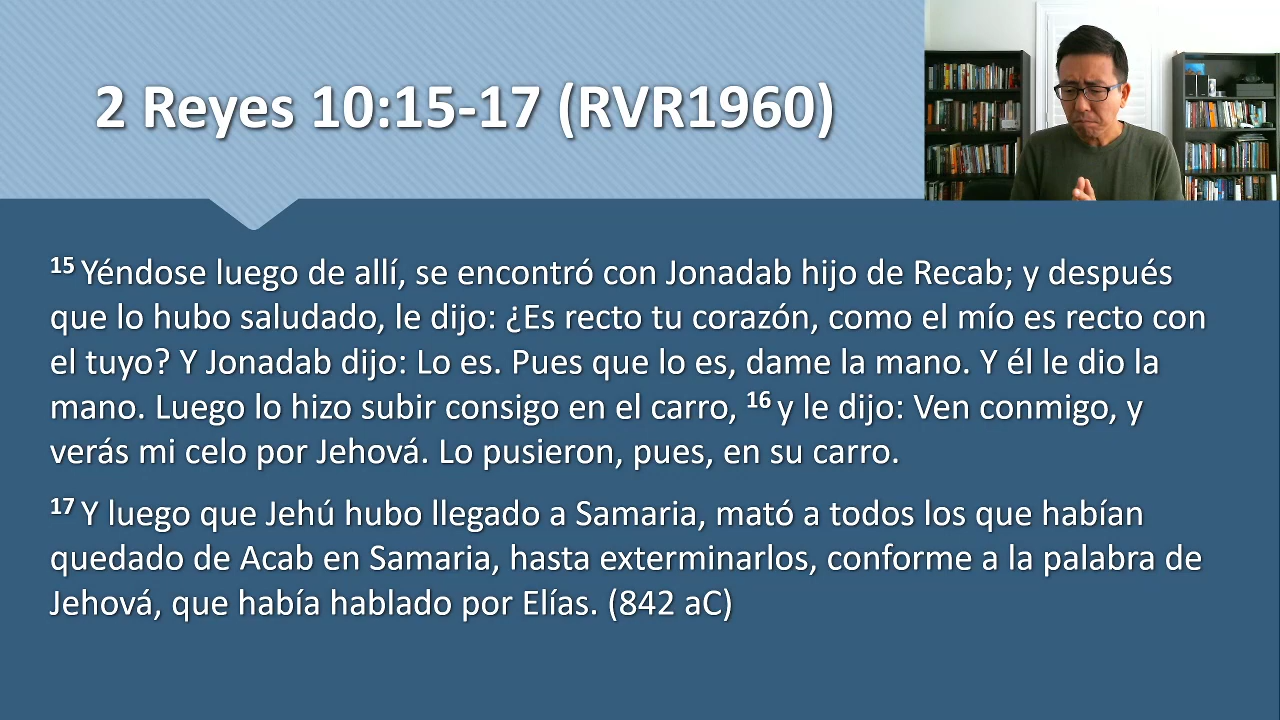 2 Reyes 10:15-17 (RVR1960)
15 Yéndose luego de allí, se encontró con Jonadab hijo de Recab; y después
que lo hubo saludado, le dijo: ¿Es recto tu corazón, como el mío es recto con
el tuyo? Y Jonadab dijo: Lo es. Pues que lo es, dame la mano. Y él le dio la
mano. Luego lo hizo subir consigo en el carro, 16 y le dijo: Ven conmigo, y
verás mi celo por Jehová. Lo pusieron, pues, en su carro.
17 Y luego que Jehú hubo llegado a Samaria, mató a todos los que habían
quedado de Acab en Samaria, hasta exterminarlos, conforme a la palabra de
Jehová, que había hablado por Elías. (842 aC)